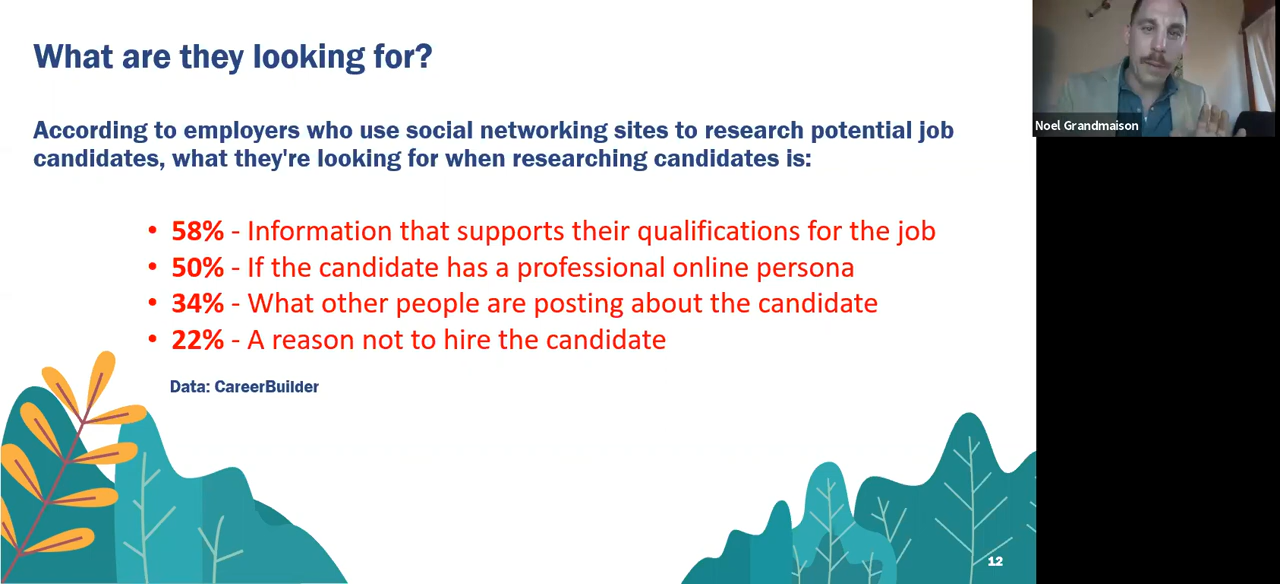 What are they looking for?
According to employers who use social networking sites to research potential job
candidates, what they're looking for when researching candidates is:
• 58% - Information that supports their qualifications for the job
• 50% - If the candidate has a professional online persona
• 34% - What other people are posting about the candidate
• 22% - A reason not to hire the candidate
Data: CareerBuilder
12
Noel Grandmaison